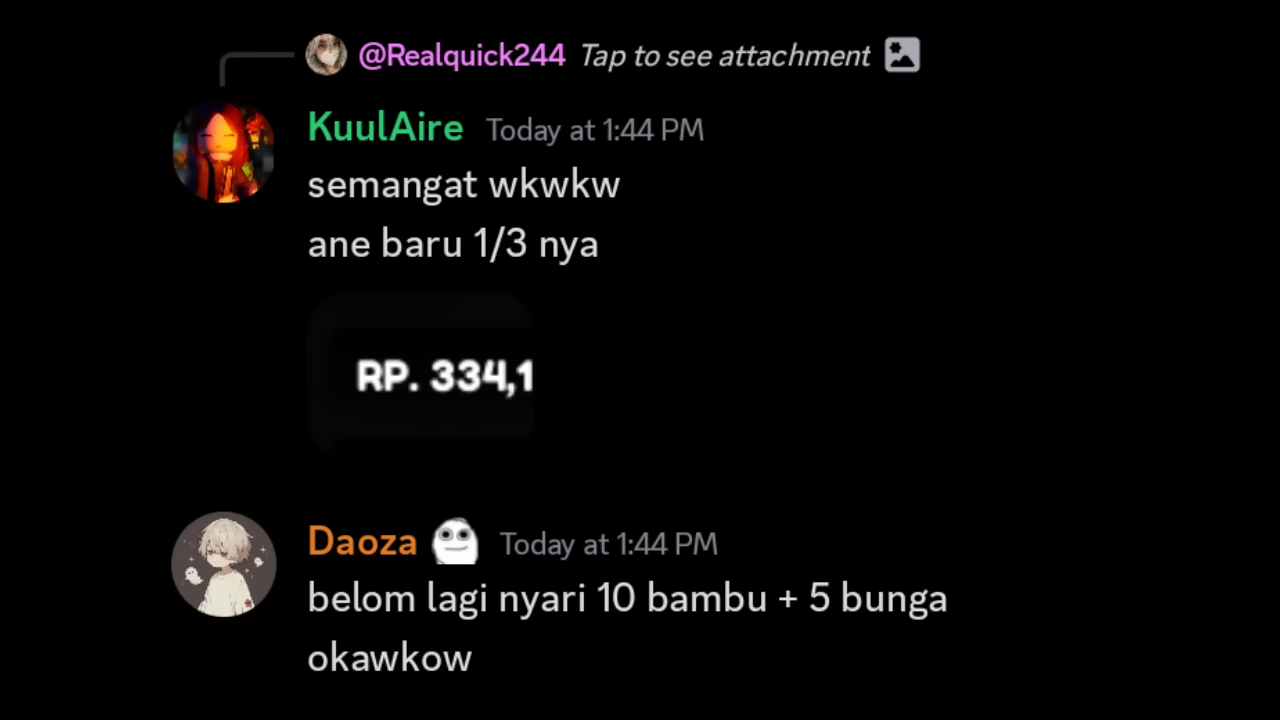 @Realquick244 Tap to see attachment
KuulAire Today at 1:44 PM
semangat wkwkw
ane baru 1/3 nya
RP. 334,1
Daoza Today at 1:44 PM
belom lagi nyari 10 bambu + 5 bunga
okawkow